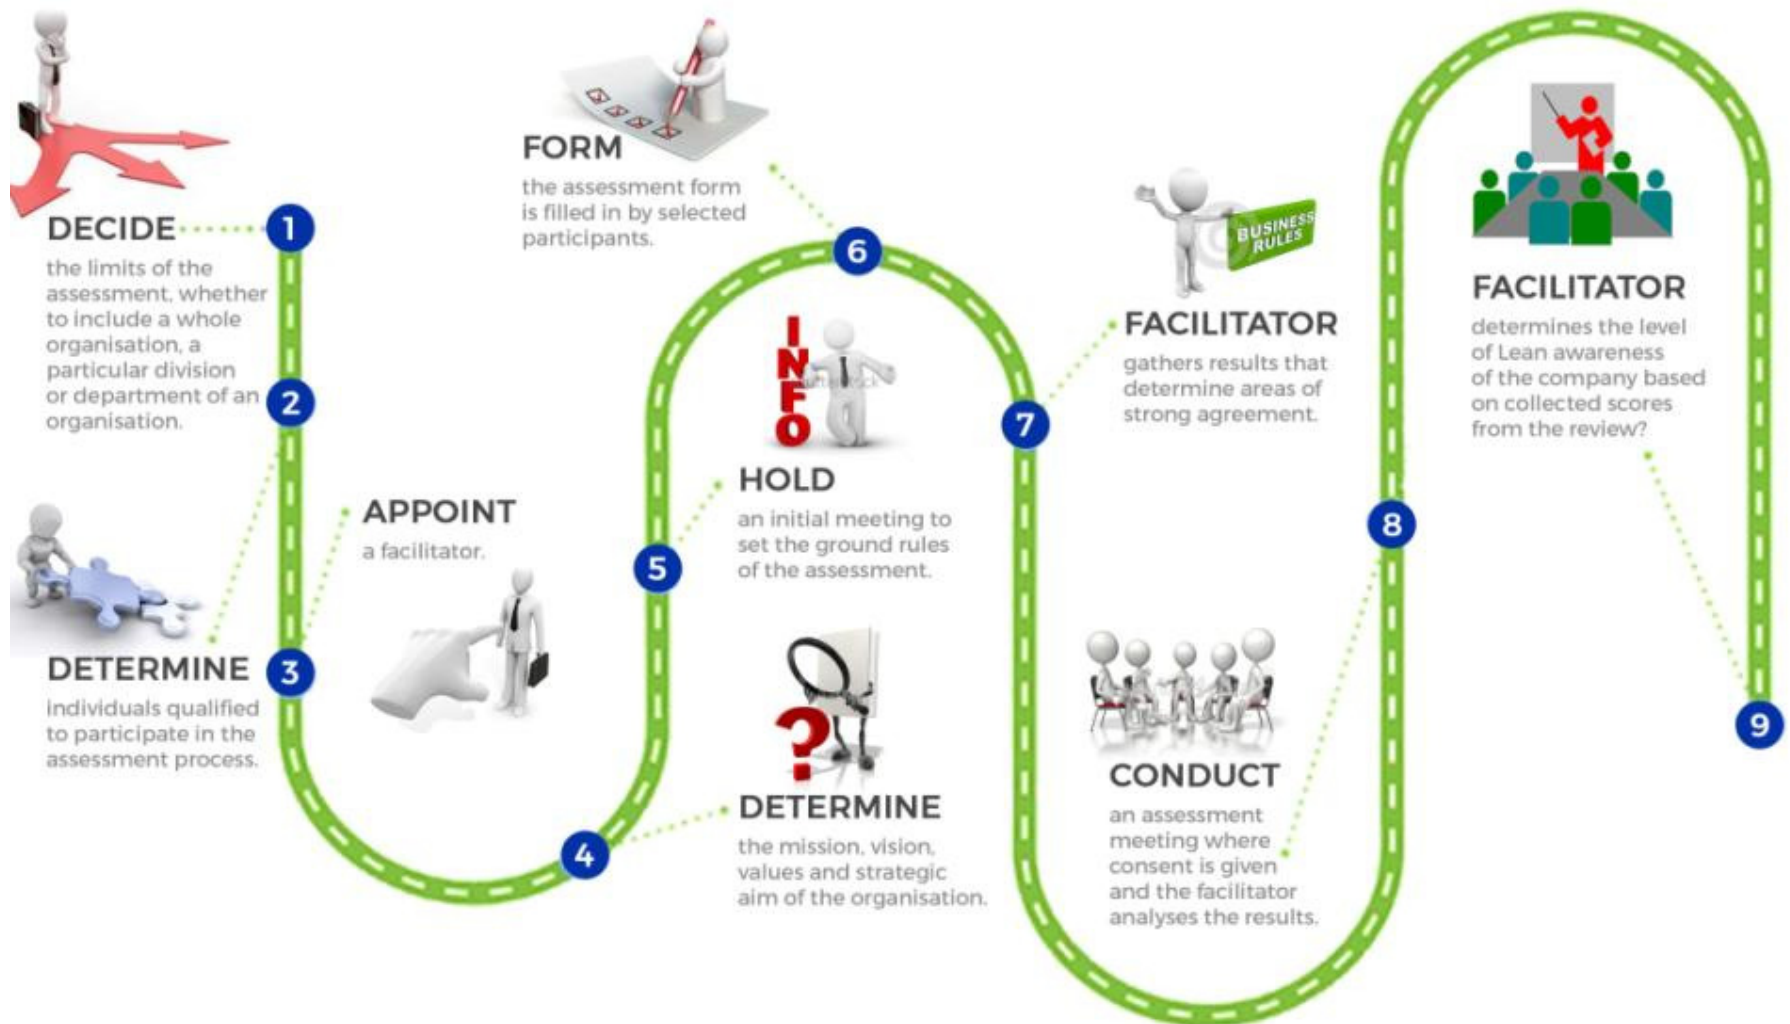 DECIDE
1
the limits of the
assessment, whether
to include a whole
organisation, a
particular division
or department of an
organisation.
2
DETERMINE
individuals qualified
to participate in the
assessment process.
3
APPOINT
a facilitator.
4
DETERMINE
the mission, vision,
values and strategic
aim of the organisation.
5
INFO
HOLD
an initial meeting to
set the ground rules
of the assessment.
6
FORM
the assessment form
is filled in by selected
participants.
7
BUSINESS
RULES
FACILITATOR
gathers results that
determine areas of
strong agreement.
8
CONDUCT
an assessment
meeting where
consent is given
and the facilitator
analyses the results.
9
FACILITATOR
determines the level
of Lean awareness
of the company based
on collected scores
from the review?